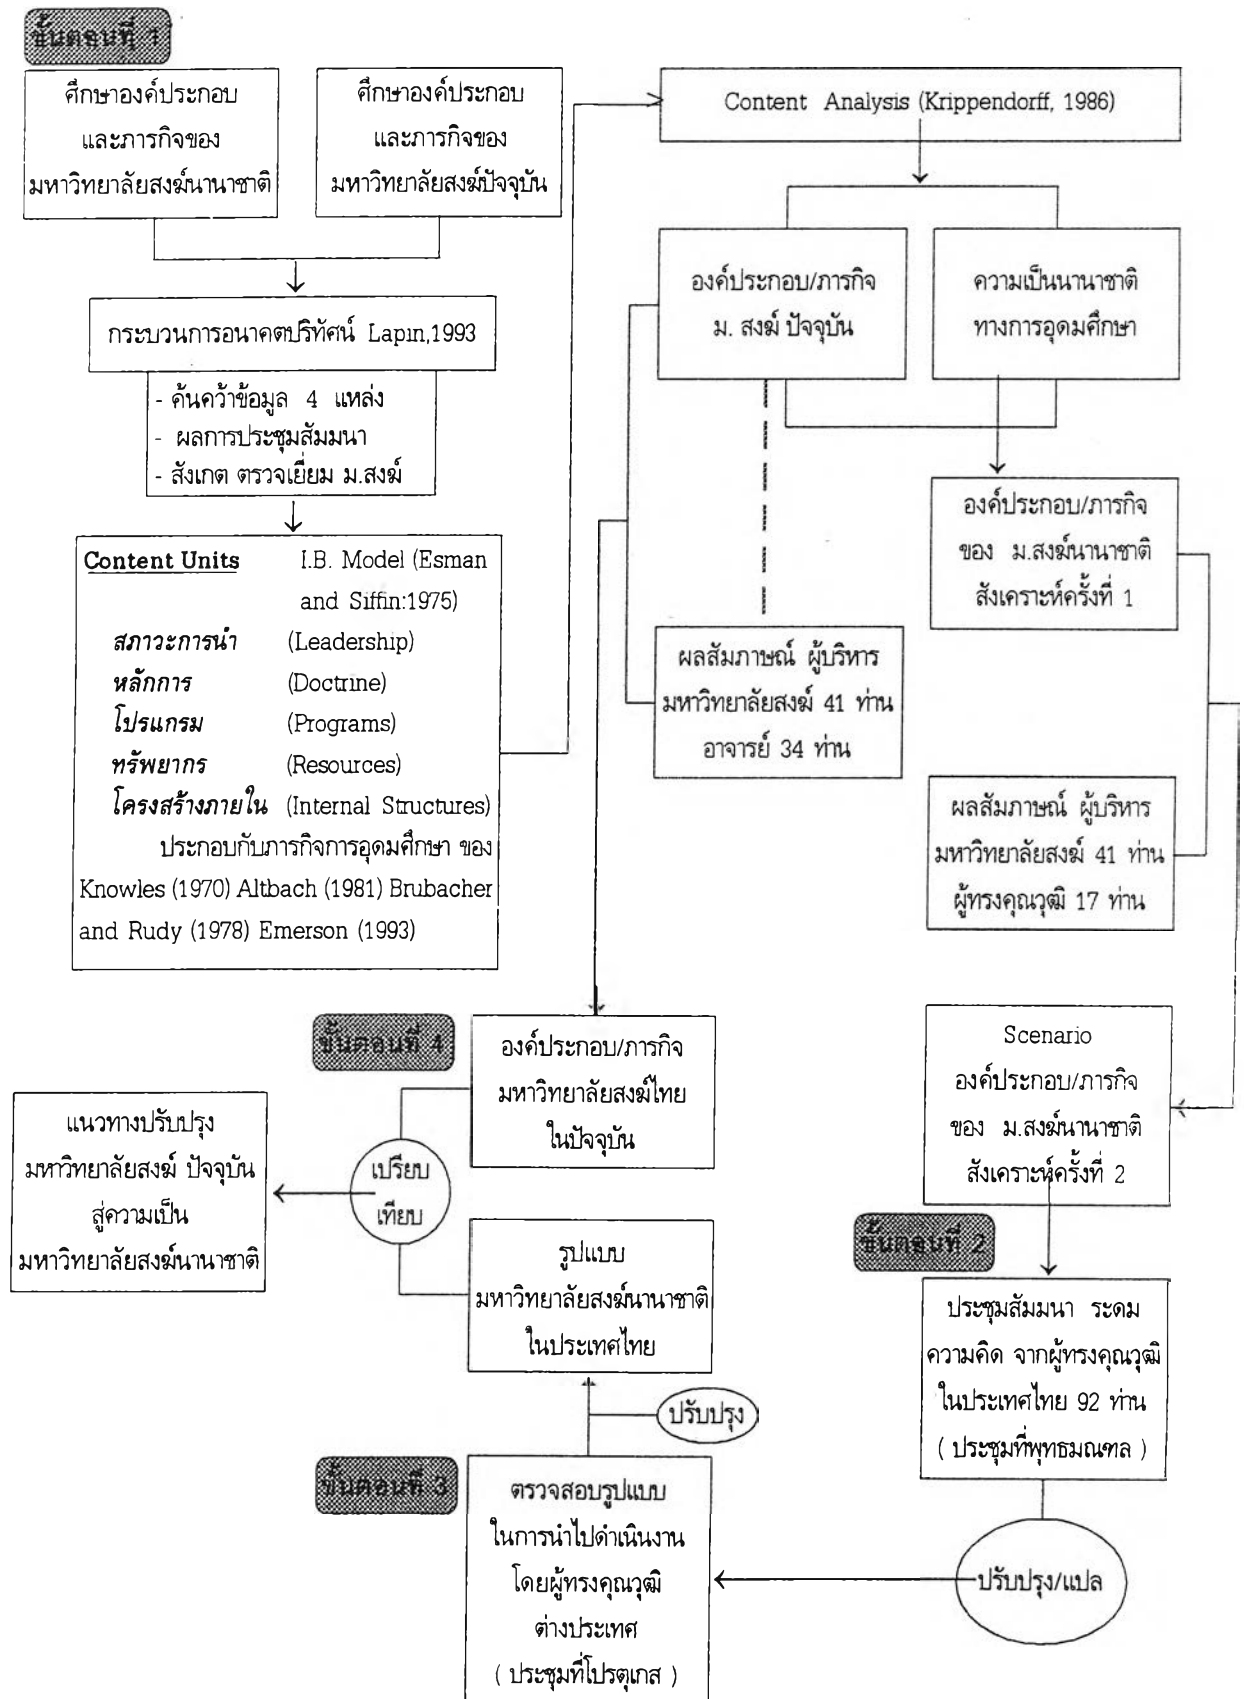 ขั้นตอนที่ 1
ศึกษาองค์ประกอบ
และภารกิจของ
มหาวิทยาลัยสงฆ์นานาชาติ
ศึกษาองค์ประกอบ
และภารกิจของ
มหาวิทยาลัยสงฆ์ปัจจุบัน
กระบวนการอนาคตปริทัศน์ Lapin,1993
- ค้นคว้าข้อมูล 4 แหล่ง
- ผลการประชุมสัมมนา
- สังเกต ตรวจเยี่ยม ม.สงฆ์
Content Units I.B. Model (Esman
and Siffin:1975)
สภาวะการนำ (Leadership)
หลักการ (Doctrine)
โปรแกรม (Programs)
ทรัพยากร (Resources)
โครงสร้างภายใน (Internal Structures)
ประกอบกับภารกิจการอุดมศึกษา ของ
Knowles (1970) Altbach (1981) Brubacher
and Rudy (1978) Emerson (1993)
Content Analysis (Krippendorff, 1986)
องค์ประกอบ/ภารกิจ
ม. สงฆ์ ปัจจุบัน
ความเป็นนานาชาติ
ทางการอุดมศึกษา
องค์ประกอบ/ภารกิจ
ของ ม.สงฆ์นานาชาติ
สังเคราะห์ครั้งที่ 1
ผลสัมภาษณ์ ผู้บริหาร
มหาวิทยาลัยสงฆ์ 41 ท่าน
อาจารย์ 34 ท่าน
ผลสัมภาษณ์ ผู้บริหาร
มหาวิทยาลัยสงฆ์ 41 ท่าน
ผู้ทรงคุณวุฒิ 17 ท่าน
Scenario
องค์ประกอบ/ภารกิจ
ของ ม.สงฆ์นานาชาติ
สังเคราะห์ครั้งที่ 2
ขั้นตอนที่ 2
ประชุมสัมมนา ระดม
ความคิด จากผู้ทรงคุณวุฒิ
ในประเทศไทย 92 ท่าน
( ประชุมที่พุทธมณฑล )
ปรับปรุง/แปล
ขั้นตอนที่ 3
ตรวจสอบรูปแบบ
ในการนำไปดำเนินงาน
โดยผู้ทรงคุณวุฒิ
ต่างประเทศ
( ประชุมที่โปรตุเกส )
ปรับปรุง
รูปแบบ
มหาวิทยาลัยสงฆ์นานาชาติ
ในประเทศไทย
ขั้นตอนที่ 4
องค์ประกอบ/ภารกิจ
มหาวิทยาลัยสงฆ์ไทย
ในปัจจุบัน
เปรียบ
เทียบ
แนวทางปรับปรุง
มหาวิทยาลัยสงฆ์ ปัจจุบัน
สู่ความเป็น
มหาวิทยาลัยสงฆ์นานาชาติ